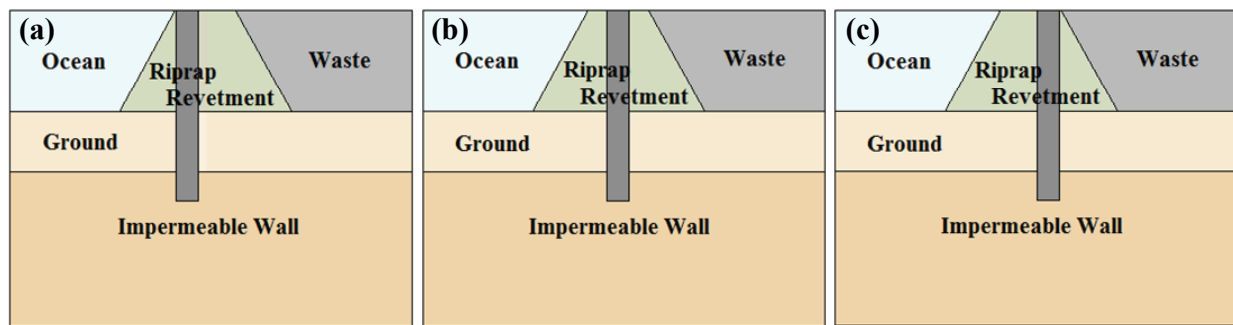 (a)
Ocean
Waste
Riprap
Revetment
Ground
Impermeable Wall
(b)
Ocean
Waste
Riprap
Revetment
Ground
Impermeable Wall
(c)
Ocean
Waste
Riprap
Revetment
Ground
Impermeable Wall